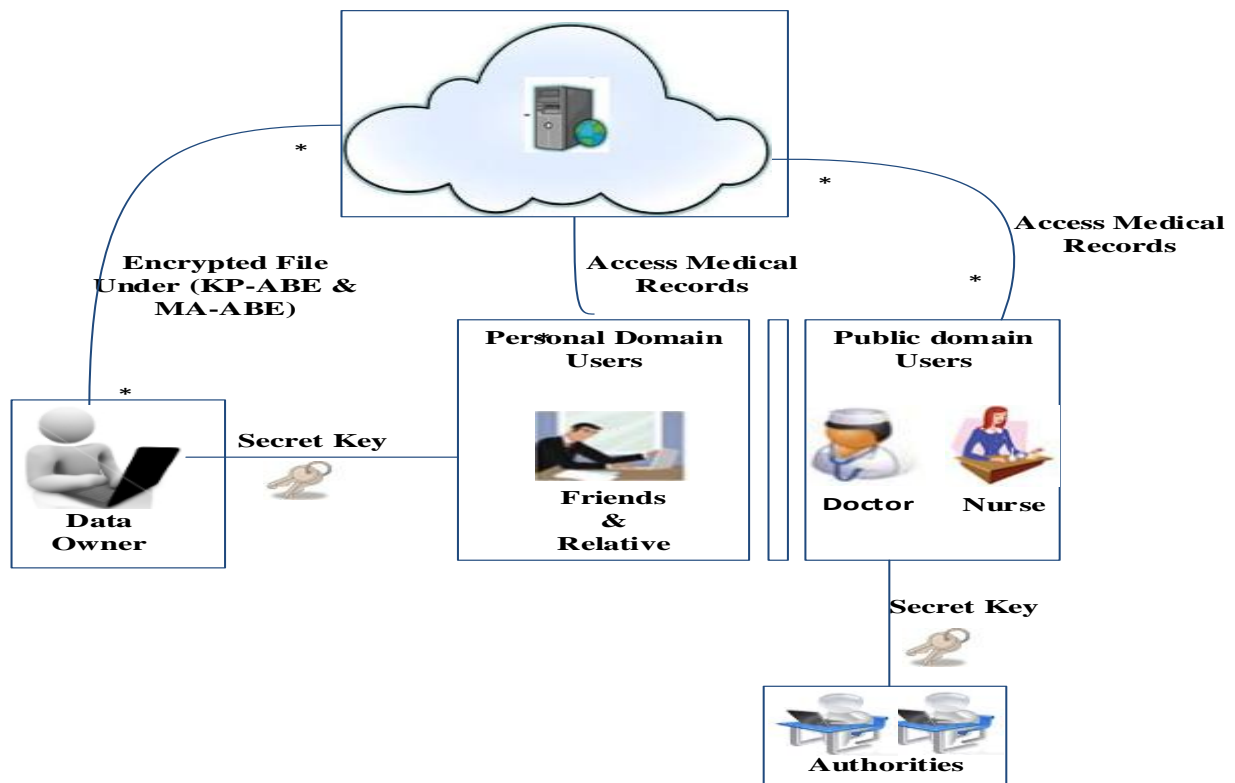 *
*
Access Medical
Records
Encrypted File
Under (KP-ABE &
MA-ABE)
Access Medical
Records
*
*
Personal Domain
Users
*
Public domain
Users
Secret Key
Data
Owner
Friends
&
Relative
Doctor
Nurse
Secret Key
Authorities